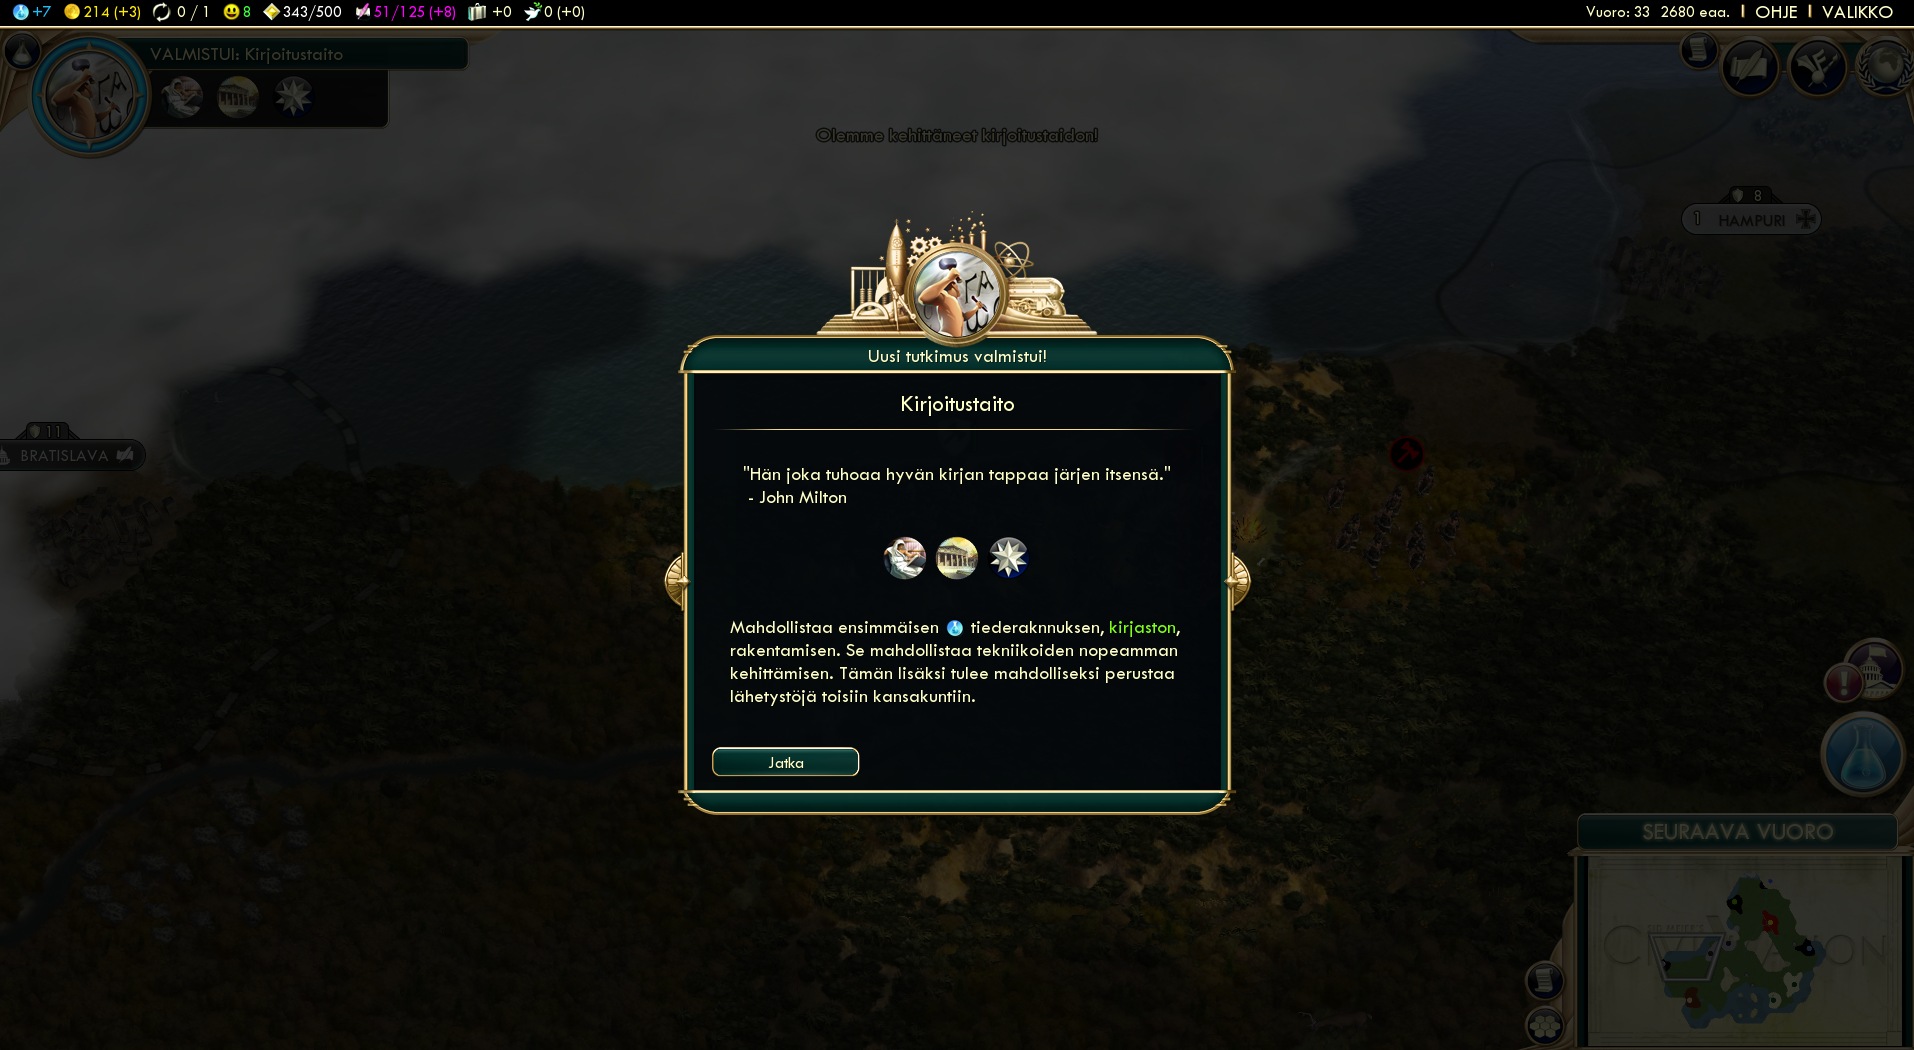 +7 214 (+3) 0 / 1 8 343/500 51/125 (+8) +0 0 (+0) Vuoro: 33 2680 eaa. OHJE VALIKKO
VALMISTUI: Kirjoitustaito
Olemme kehittäneet kirjoitustaidon!
8
1 HAMPURI
11
BRATISLAVA
Uusi tutkimus valmistui!
Kirjoitustaito
"Hän joka tuhoaa hyvän kirjan tappaa järjen itsensä."
- John Milton
Mahdollistaa ensimmäisen tiederaknnuksen, kirjaston,
rakentamisen. Se mahdollistaa tekniikoiden nopeamman
kehittämisen. Tämän lisäksi tulee mahdolliseksi perustaa
lähetystöjä toisiin kansakuntiin.
Jatka
SEURAAVA VUORO